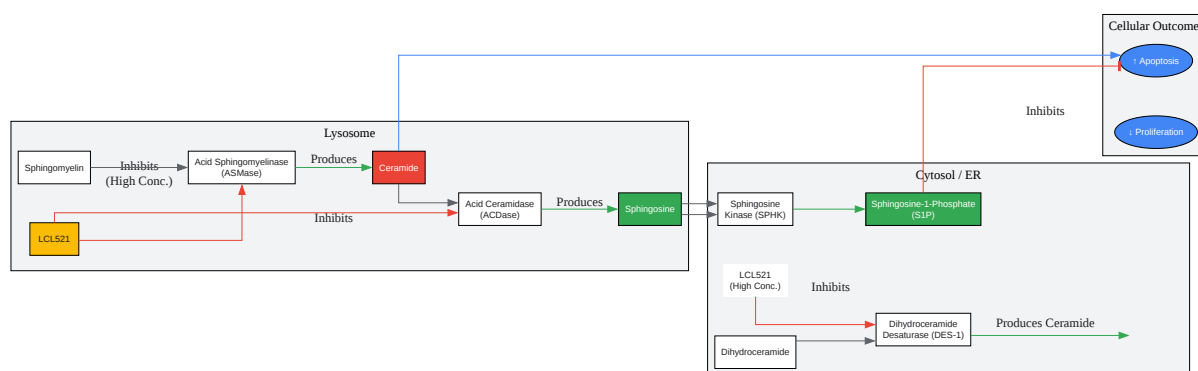 Cellular Outcome
↑ Apoptosis
Inhibits
↓ Proliferation
Lysosome
Sphingomyelin
Inhibits
(High Conc.)
Acid Sphingomyelinase
(ASMase)
Produces
Ceramide
Acid Ceramidase
(ACDase)
Produces
Sphingosine
Inhibits
LCL521
Cytosol / ER
Sphingosine
Kinase (SPHK)
Sphingosine-1-Phosphate
(S1P)
LCL521
(High Conc.)
Inhibits
Dihydroceramide
Desaturase (DES-1)
Produces Ceramide
Dihydroceramide